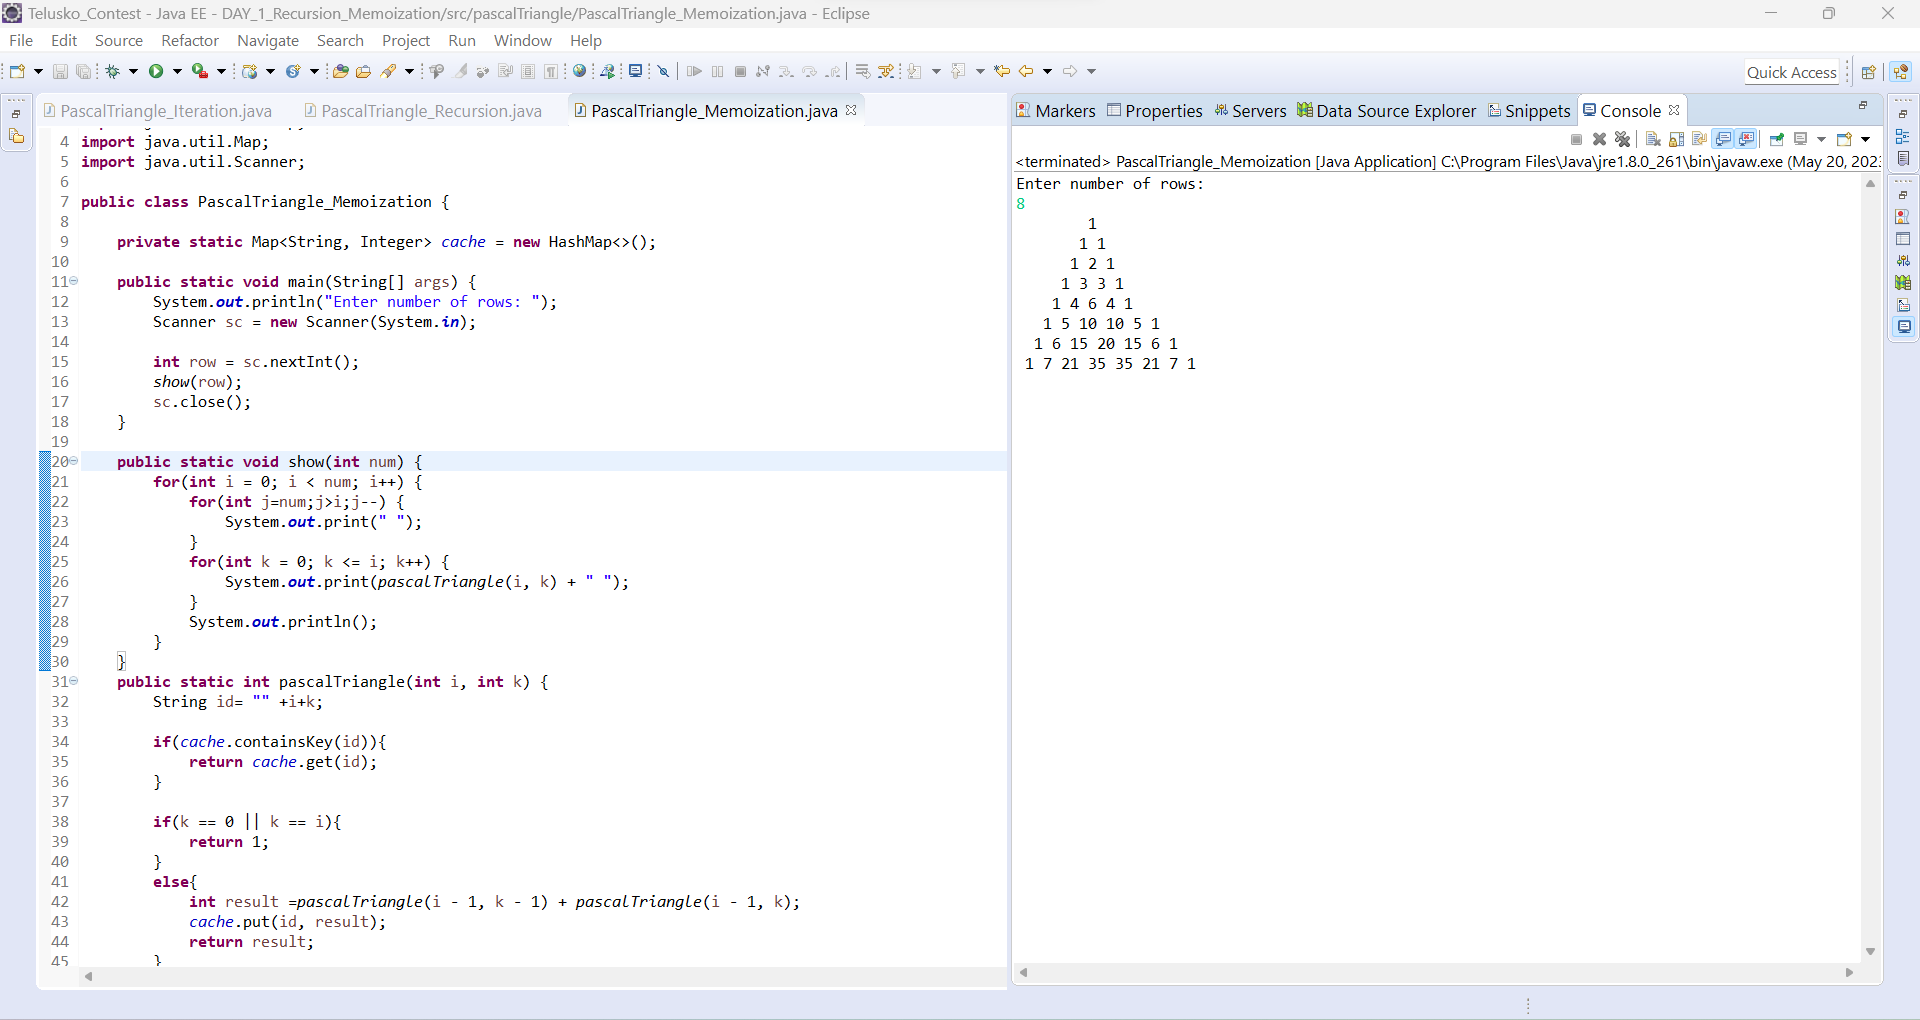 Telusko_Contest - Java EE - DAY_1_Recursion_Memoization/src/pascalTriangle/PascalTriangle_Memoization.java - Eclipse
File Edit Source Refactor Navigate Search Project Run Window Help
Quick Access
PascalTriangle_Iteration.java PascalTriangle_Recursion.java PascalTriangle_Memoization.java
4 import java.util.Map;
5 import java.util.Scanner;
6
7 public class PascalTriangle_Memoization {
8
9     private static Map<String, Integer> cache = new HashMap<>();
10
11     public static void main(String[] args) {
12         System.out.println("Enter number of rows: ");
13         Scanner sc = new Scanner(System.in);
14
15         int row = sc.nextInt();
16         show(row);
17         sc.close();
18     }
19
20     public static void show(int num) {
21         for(int i = 0; i < num; i++) {
22             for(int j=num;j>i;j--) {
23                 System.out.print(" ");
24             }
25             for(int k = 0; k <= i; k++) {
26                 System.out.print(pascalTriangle(i, k) + " ");
27             }
28             System.out.println();
29         }
30     }
31     public static int pascalTriangle(int i, int k) {
32         String id= "" +i+k;
33
34         if(cache.containsKey(id)){
35             return cache.get(id);
36         }
37
38         if(k == 0 || k == i){
39             return 1;
40         }
41         else{
42             int result =pascalTriangle(i - 1, k - 1) + pascalTriangle(i - 1, k);
43             cache.put(id, result);
44             return result;
45         }
Markers Properties Servers Data Source Explorer Snippets Console
<terminated> PascalTriangle_Memoization [Java Application] C:\Program Files\Java\jre1.8.0_261\bin\javaw.exe (May 20, 2023
Enter number of rows:
8
        1
       1 1
      1 2 1
     1 3 3 1
    1 4 6 4 1
   1 5 10 10 5 1
  1 6 15 20 15 6 1
 1 7 21 35 35 21 7 1